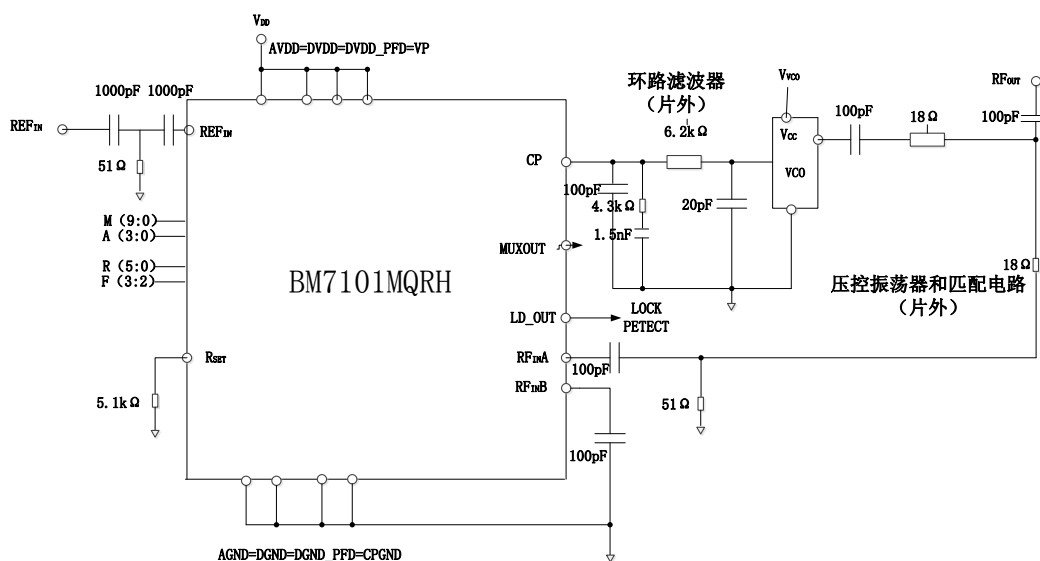 VDD
AVDD=DVDD=DVDD_PFD=VP
1000pF 1000pF
REFIN
REFIN
51Ω
M (9:0)
A (3:0)
R (5:0)
F (3:2)
BM7101MQRH
RSET
5.1kΩ
AGND=DGND=DGND_PFD=CPGND
CP
MUXOUT
LD_OUT
LOCK
PETECT
RFINA
100pF
RFINB
100pF
环路滤波器
（片外）
6.2kΩ
100pF
4.3kΩ
1.5nF
20pF
VVCO
VCC
VCO
100pF
18Ω
RFOUT
100pF
18Ω
压控振荡器和匹配电路
（片外）
51Ω